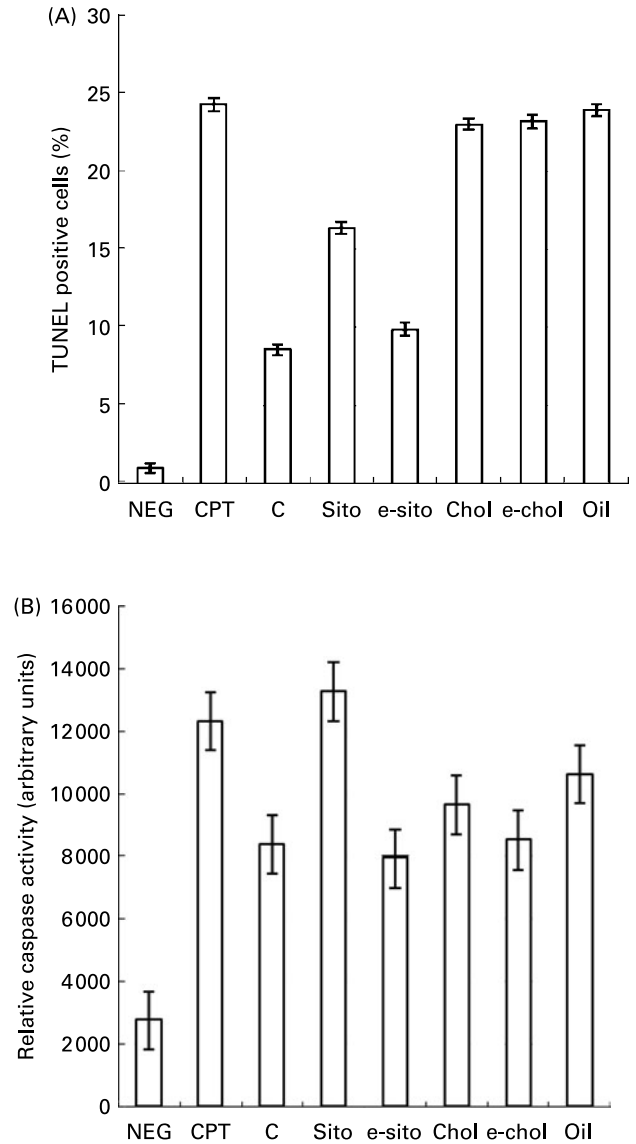 (A)
30
25
20
15
10
5
0
TUNEL positive cells (%)
NEG CPT C Sito e-sito Chol e-chol Oil
(B)
16000
14000
12000
10000
8000
6000
4000
2000
0
Relative caspase activity (arbitrary units)
NEG CPT C Sito e-sito Chol e-chol Oil